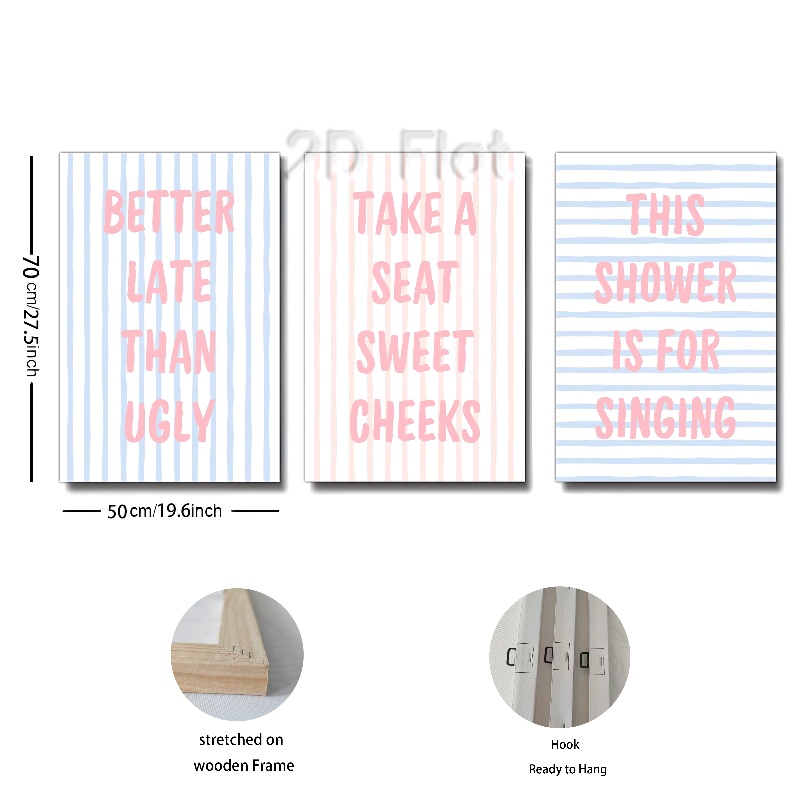 2D Flat
BETTER
LATE
THAN
UGLY
TAKE A
SEAT
SWEET
CHEEKS
THIS
SHOWER
IS FOR
SINGING
70 cm/27.5inch
50cm/19.6inch
stretched on
wooden Frame
Hook
Ready to Hang